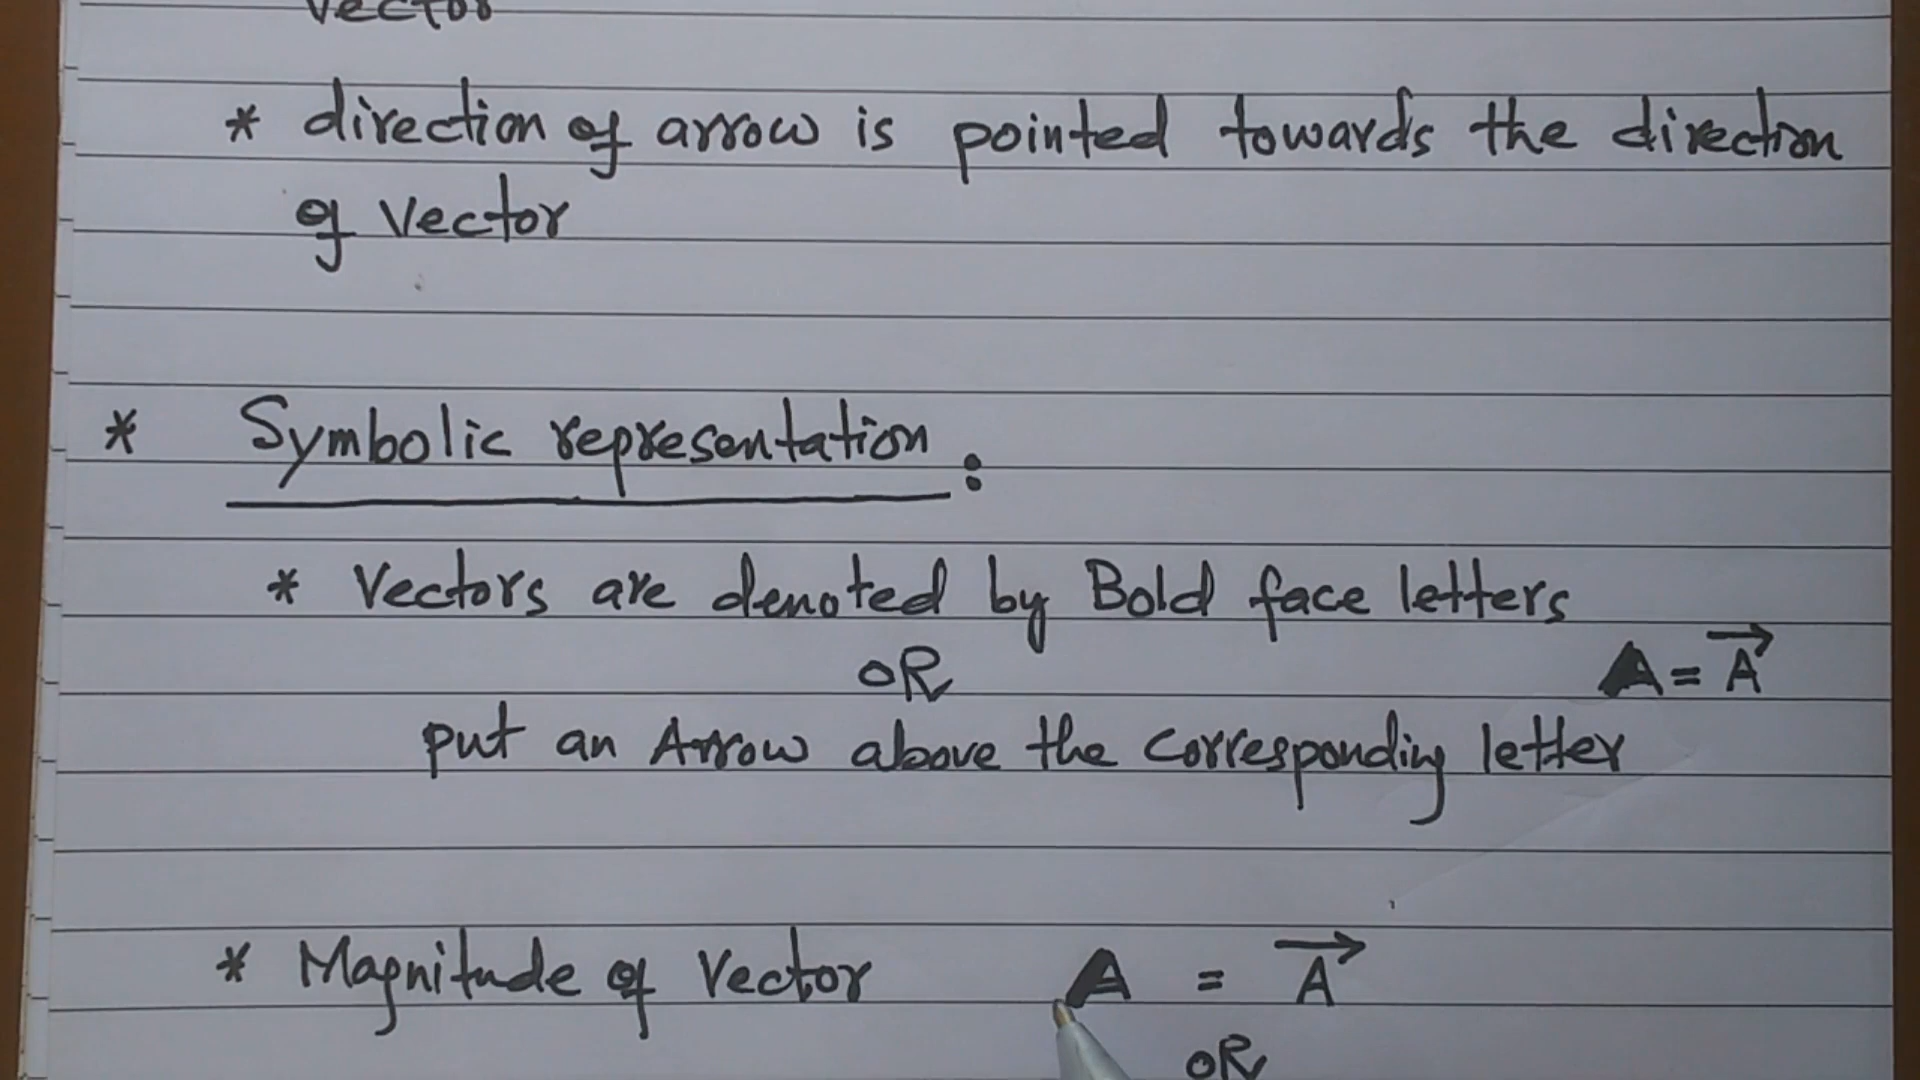 Vector
* direction of arrow is pointed towards the direction
of Vector
* Symbolic representation :
* Vectors are denoted by Bold face letters
OR
A = A⃗
put an Arrow above the corresponding letter
* Magnitude of Vector A = A⃗
OR